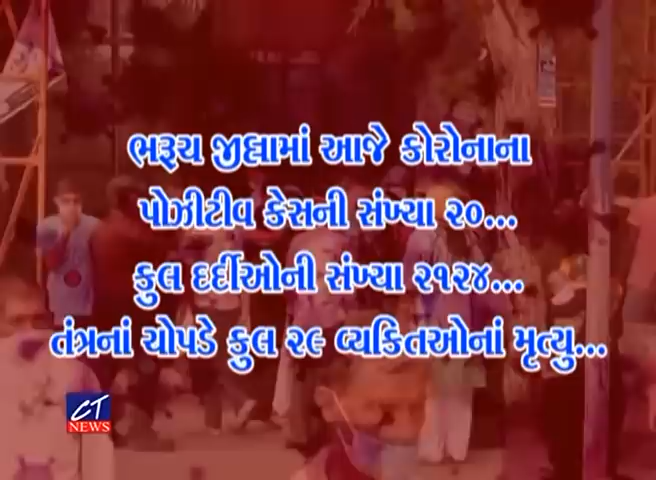 ભરૂચ જીલ્લામાં આજે કોરોનાના
પોઝીટીવ કેસની સંખ્યા ૨૦...
કુલ દર્દીઓની સંખ્યા ૨૧૨૪...
તંત્રનાં ચોપડે કુલ ૨૯ વ્યકિતઓનાં મૃત્યુ...
CT
NEWS